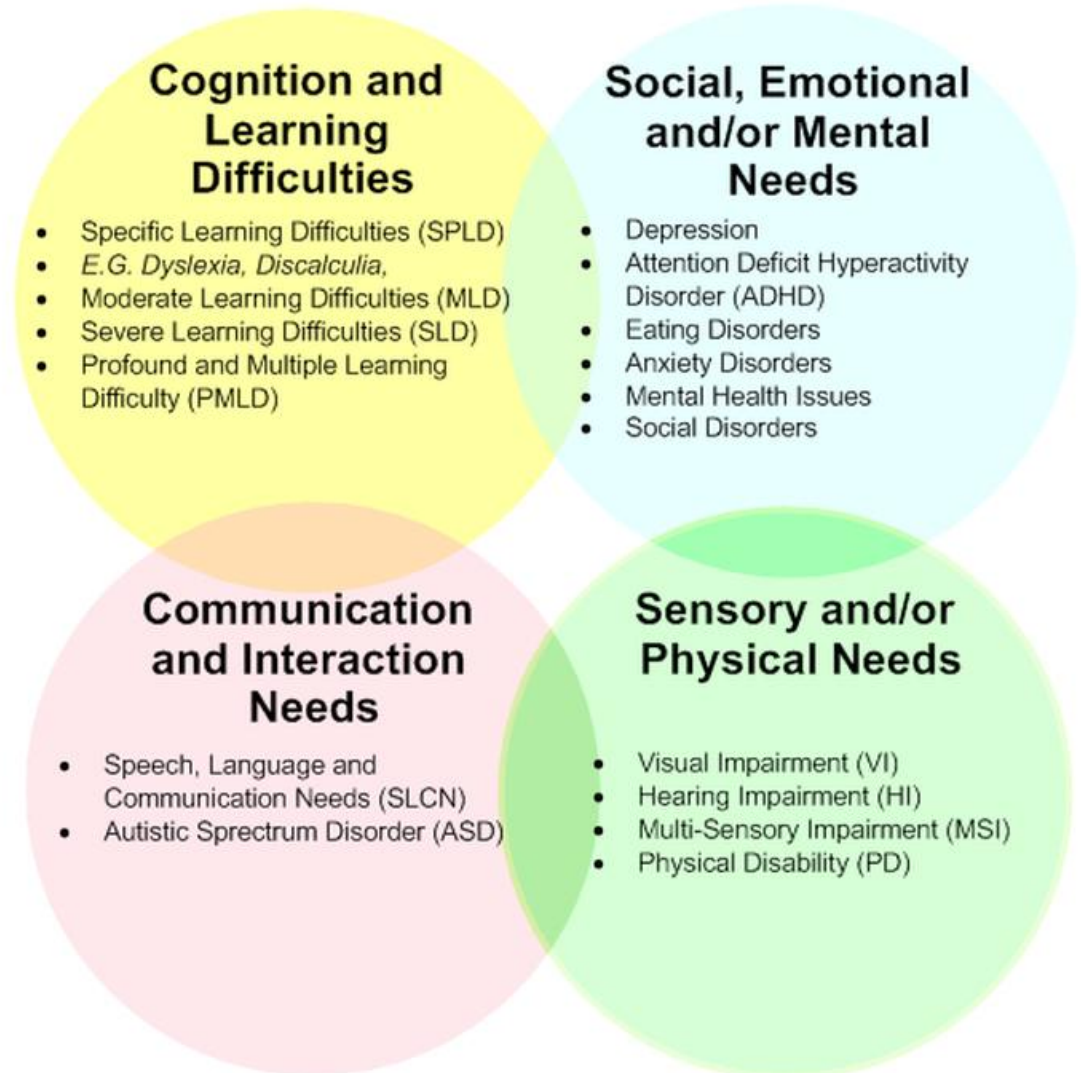 Cognition and
Learning
Difficulties
• Specific Learning Difficulties (SPLD)
• E.G. Dyslexia, Discalculia,
• Moderate Learning Difficulties (MLD)
• Severe Learning Difficulties (SLD)
• Profound and Multiple Learning
Difficulty (PMLD)
Social, Emotional
and/or Mental
Needs
• Depression
• Attention Deficit Hyperactivity
Disorder (ADHD)
• Eating Disorders
• Anxiety Disorders
• Mental Health Issues
• Social Disorders
Communication
and Interaction
Needs
• Speech, Language and
Communication Needs (SLCN)
• Autistic Sprectrum Disorder (ASD)
Sensory and/or
Physical Needs
• Visual Impairment (VI)
• Hearing Impairment (HI)
• Multi-Sensory Impairment (MSI)
• Physical Disability (PD)